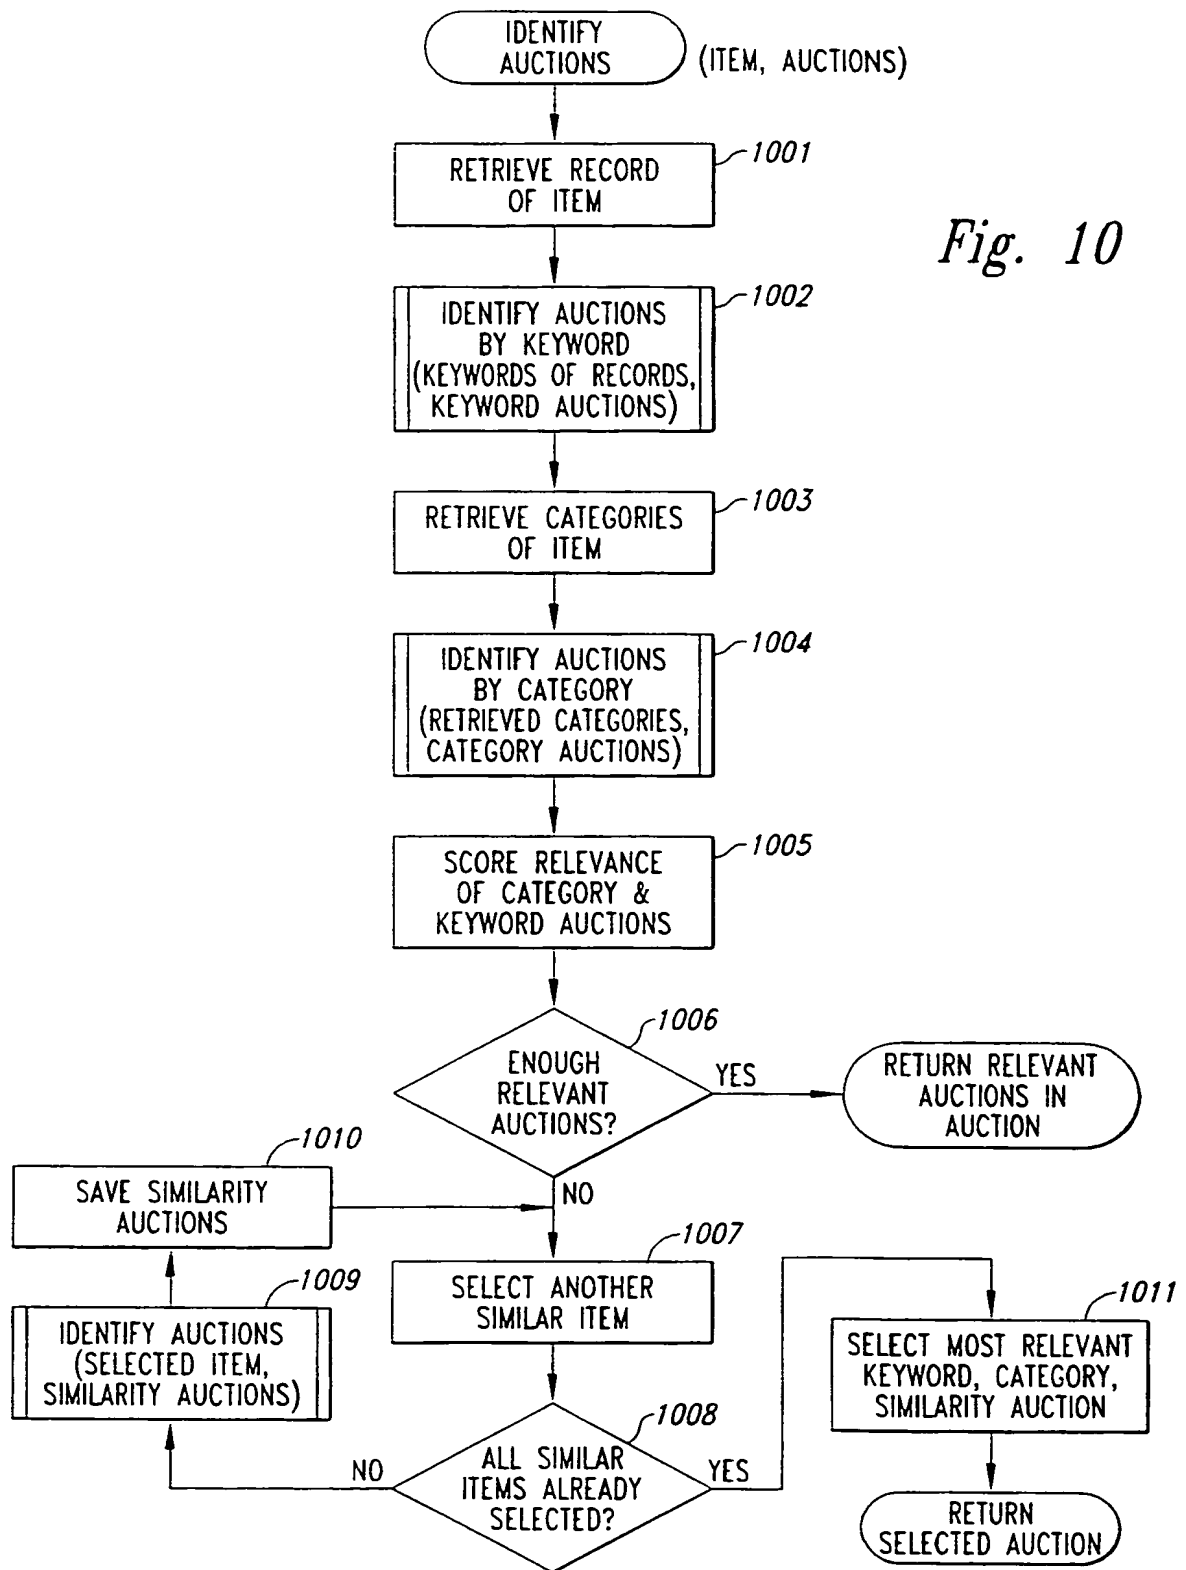 IDENTIFY
AUCTIONS
(ITEM, AUCTIONS)
1001
RETRIEVE RECORD
OF ITEM
Fig. 10
1002
IDENTIFY AUCTIONS
BY KEYWORD
(KEYWORDS OF RECORDS,
KEYWORD AUCTIONS)
1003
RETRIEVE CATEGORIES
OF ITEM
1004
IDENTIFY AUCTIONS
BY CATEGORY
(RETRIEVED CATEGORIES,
CATEGORY AUCTIONS)
1005
SCORE RELEVANCE
OF CATEGORY &
KEYWORD AUCTIONS
1006
ENOUGH
RELEVANT
AUCTIONS?
YES
RETURN RELEVANT
AUCTIONS IN
AUCTION
NO
1010
SAVE SIMILARITY
AUCTIONS
1007
SELECT ANOTHER
SIMILAR ITEM
1009
IDENTIFY AUCTIONS
(SELECTED ITEM,
SIMILARITY AUCTIONS)
1008
ALL SIMILAR
ITEMS ALREADY
SELECTED?
NO
YES
1011
SELECT MOST RELEVANT
KEYWORD, CATEGORY,
SIMILARITY AUCTION
RETURN
SELECTED AUCTION